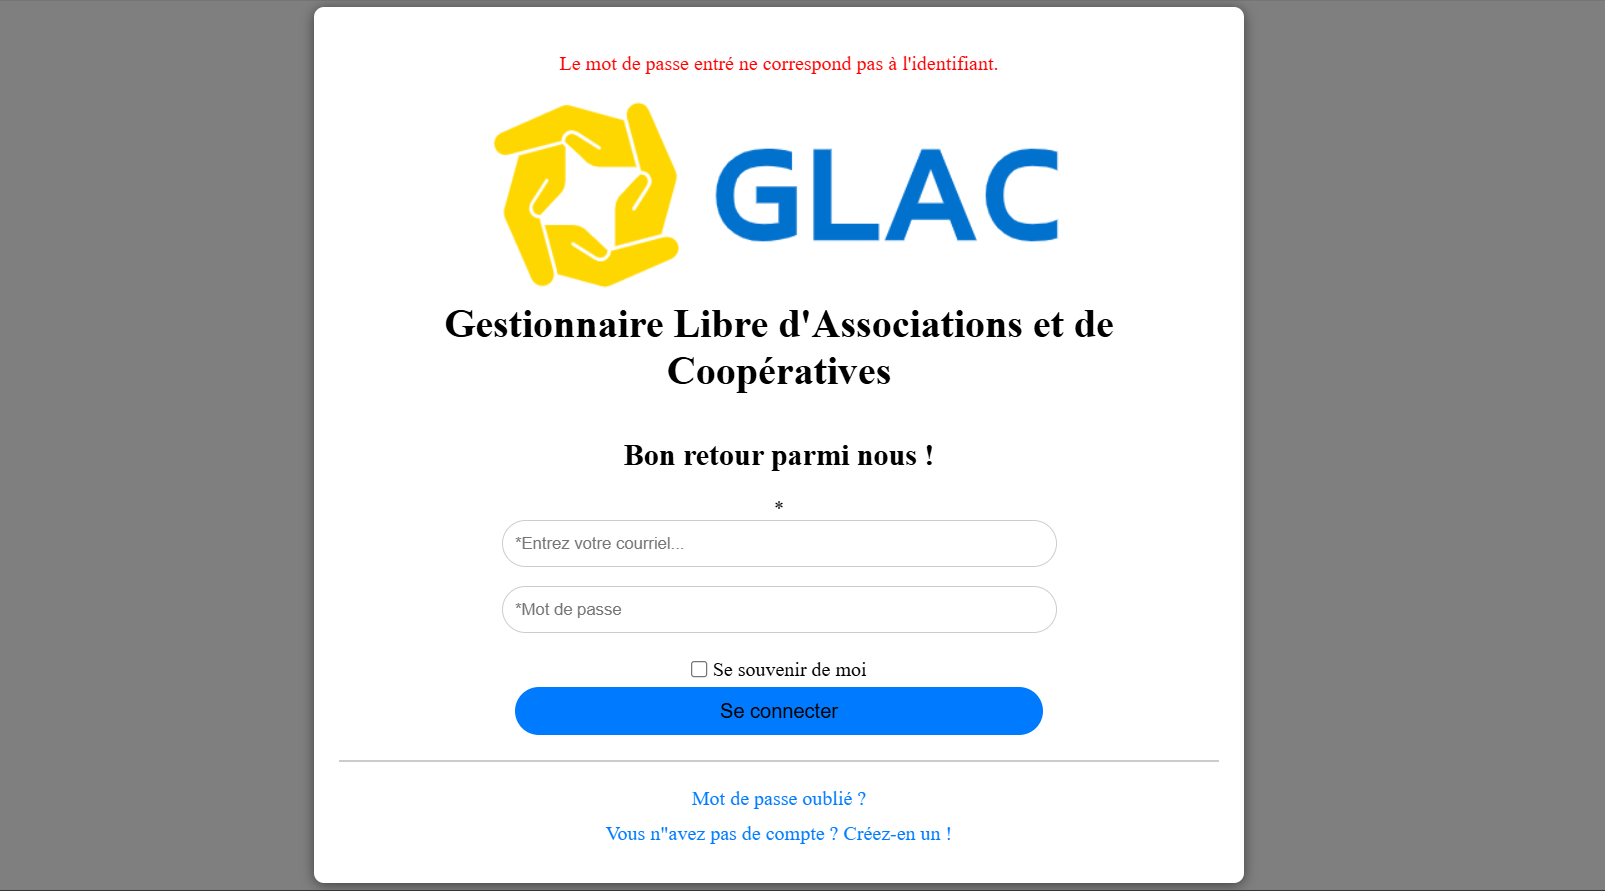 Le mot de passe entré ne correspond pas à l'identifiant.
GLAC
Gestionnaire Libre d'Associations et de
Coopératives
Bon retour parmi nous !
*
*Entrez votre courriel...
*Mot de passe
Se souvenir de moi
Se connecter
Mot de passe oublié ?
Vous n''avez pas de compte ? Créez-en un !